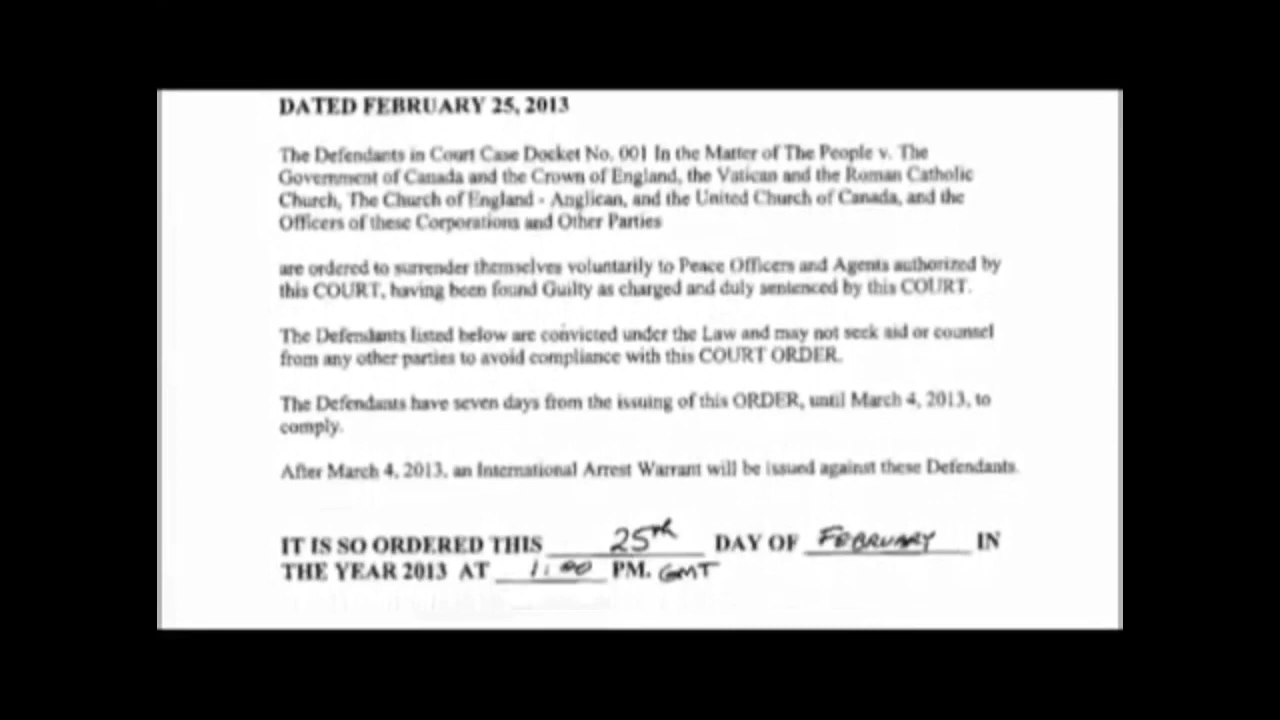 DATED FEBRUARY 25, 2013
The Defendants in Court Case Docket No. 001 In the Matter of The People v. The
Government of Canada and the Crown of England, the Vatican and the Roman Catholic
Church, The Church of England - Anglican, and the United Church of Canada, and the
Officers of these Corporations and Other Parties
are ordered to surrender themselves voluntarily to Peace Officers and Agents authorized by
this COURT, having been found Guilty as charged and duly sentenced by this COURT.
The Defendants listed below are convicted under the Law and may not seek aid or counsel
from any other parties to avoid compliance with this COURT ORDER.
The Defendants have seven days from the issuing of this ORDER, until March 4, 2013, to
comply.
After March 4, 2013, an International Arrest Warrant will be issued against these Defendants.
IT IS SO ORDERED THIS 25th DAY OF FEBRUARY IN
THE YEAR 2013 AT 1:00 PM. GMT